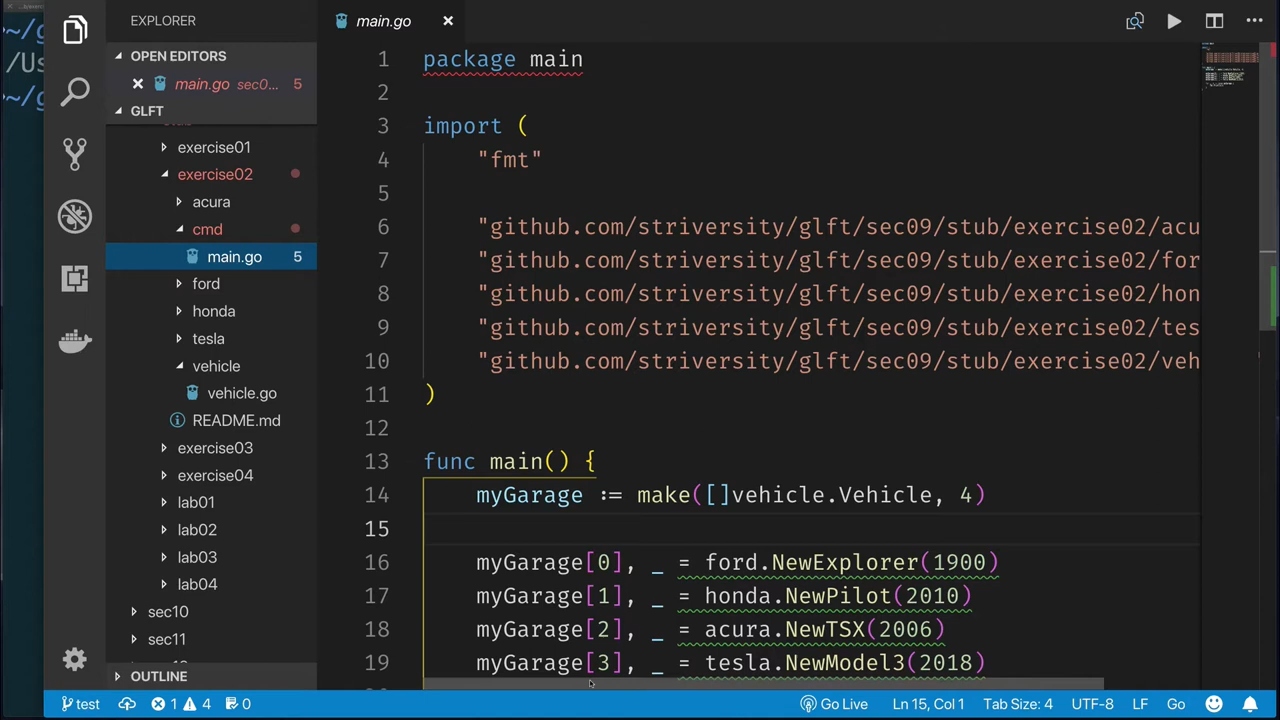 ~/g
/Us
~/g
EXPLORER
OPEN EDITORS
main.go sec0... 5
GLFT
exercise01
exercise02
acura
cmd
main.go 5
ford
honda
tesla
vehicle
vehicle.go
README.md
exercise03
exercise04
lab01
lab02
lab03
lab04
sec10
sec11
OUTLINE
main.go
1 package main
2
3 import (
4 "fmt"
5
6 "github.com/striversity/glft/sec09/stub/exercise02/acu
7 "github.com/striversity/glft/sec09/stub/exercise02/for
8 "github.com/striversity/glft/sec09/stub/exercise02/hon
9 "github.com/striversity/glft/sec09/stub/exercise02/tes
10 "github.com/striversity/glft/sec09/stub/exercise02/veh
11 )
12
13 func main() {
14 myGarage := make([]vehicle.Vehicle, 4)
15
16 myGarage[0], _ = ford.NewExplorer(1900)
17 myGarage[1], _ = honda.NewPilot(2010)
18 myGarage[2], _ = acura.NewTSX(2006)
19 myGarage[3], _ = tesla.NewModel3(2018)
test 1 4 0 Go Live Ln 15, Col 1 Tab Size: 4 UTF-8 LF Go